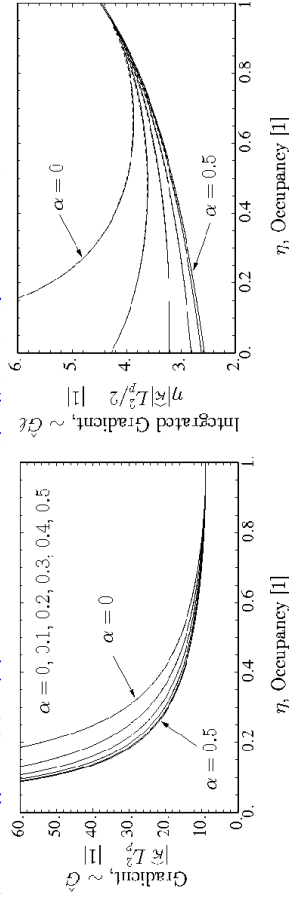 60.
50.
40.
30.
20.
10.
0.
0.
0.2
0.4
0.6
0.8
1.
Gradient, ∼ Ĝ
|κ̂| L²ₚ [1]
η, Occupancy [1]
α = 0, 0.1, 0.2, 0.3, 0.4, 0.5
α = 0
α = 0.5
6.
5.
4.
3.
2.
0.
0.2
0.4
0.6
0.8
1.
Integrated Gradient, ∼ Ĝℓ
η|κ̂|L²ₚ/2 [1]
η, Occupancy [1]
α = 0
α = 0.5